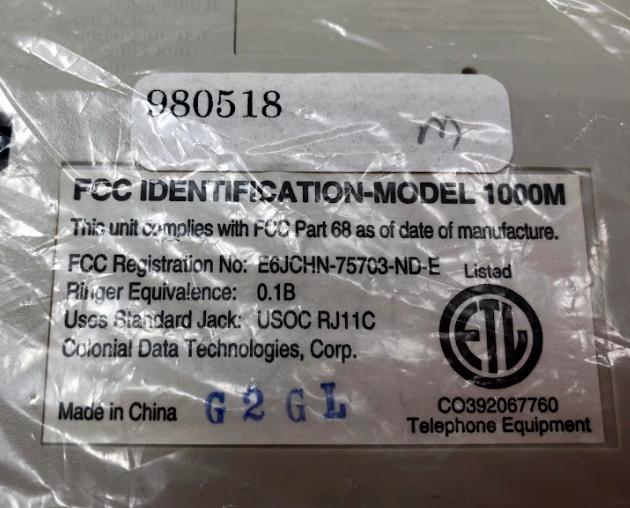 980518
m
FCC IDENTIFICATION-MODEL 1000M
This unit complies with FCC Part 68 as of date of manufacture.
FCC Registration No: E6JCHN-75703-ND-E
Listed
Ringer Equivalence: 0.1B
Uses Standard Jack: USOC RJ11C
ETL
Colonial Data Technologies, Corp.
CO392067760
Made in China G2GL
Telephone Equipment